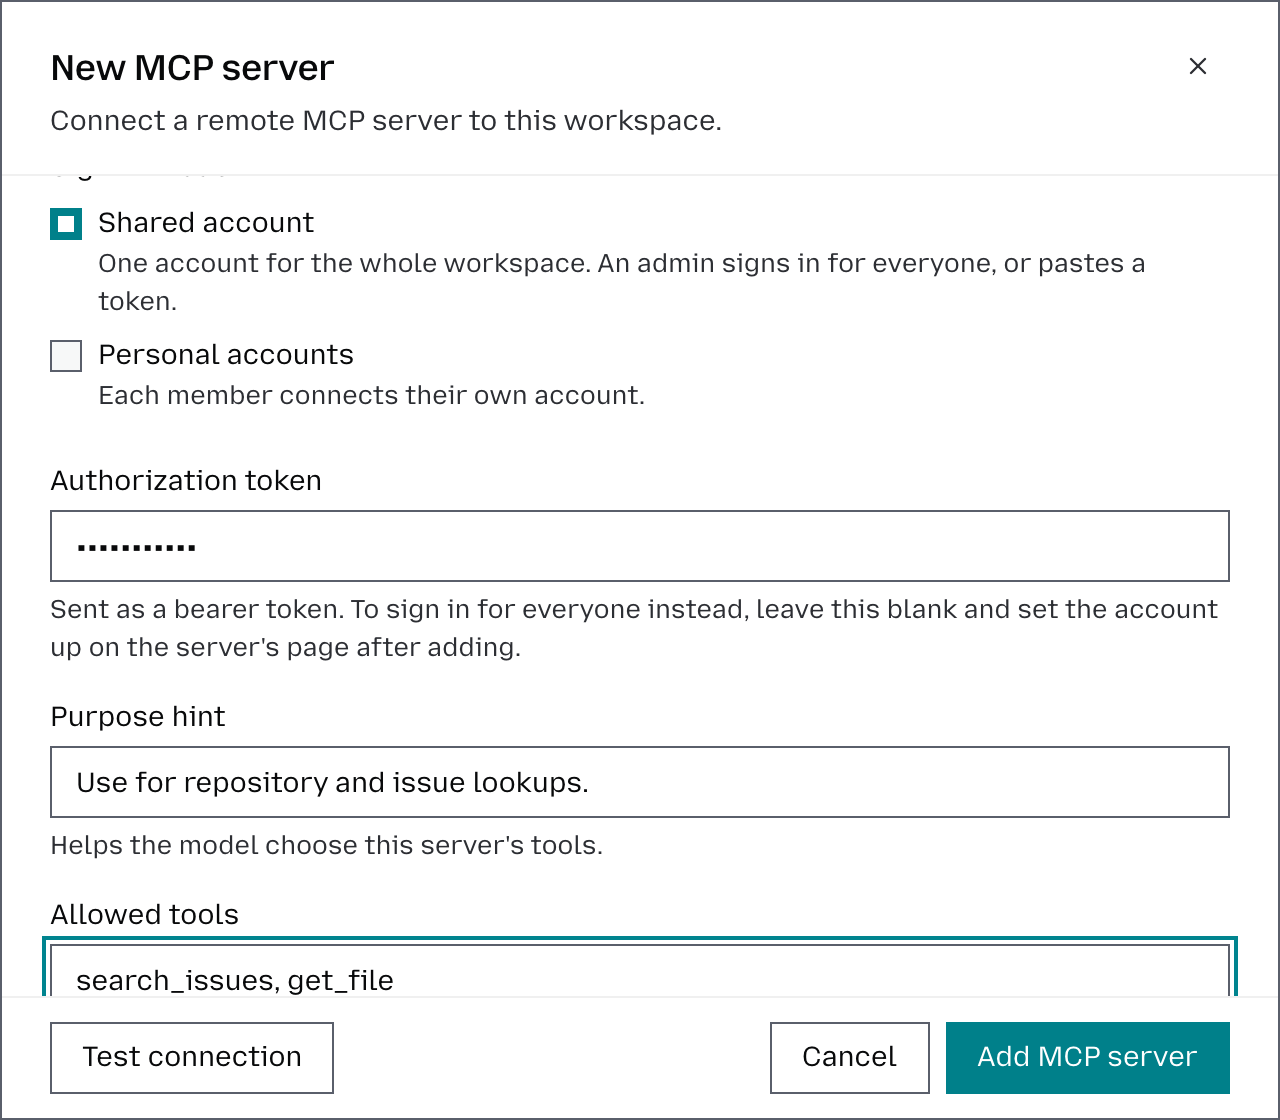 New MCP server
Connect a remote MCP server to this workspace.
Shared account
One account for the whole workspace. An admin signs in for everyone, or pastes a
token.
Personal accounts
Each member connects their own account.
Authorization token
Sent as a bearer token. To sign in for everyone instead, leave this blank and set the account
up on the server's page after adding.
Purpose hint
Use for repository and issue lookups.
Helps the model choose this server's tools.
Allowed tools
search_issues, get_file
Test connection
Cancel
Add MCP server